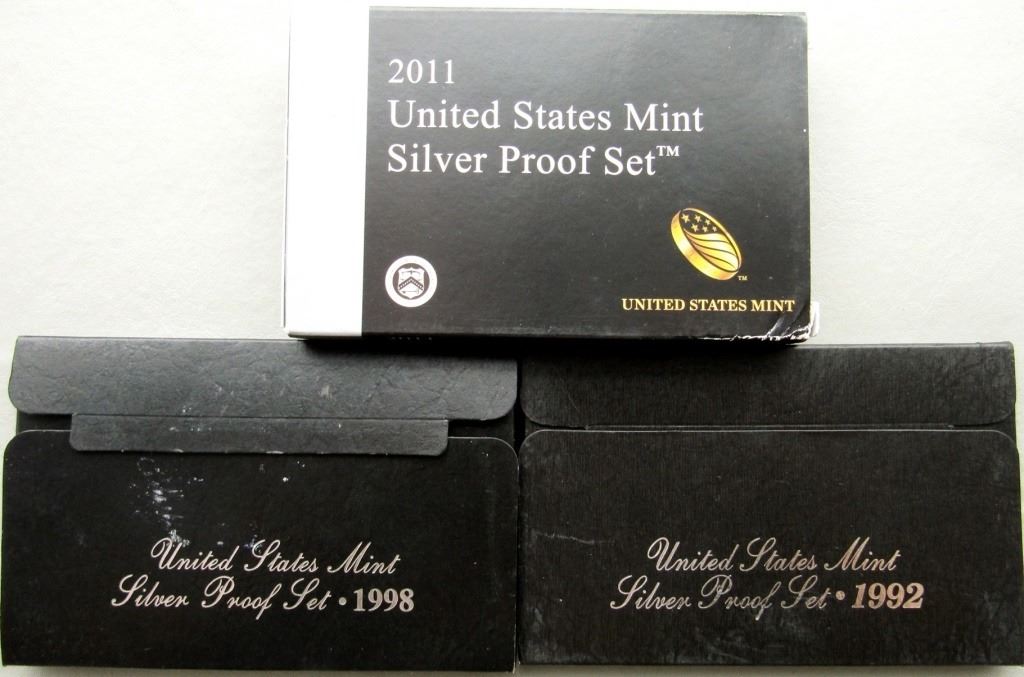 2011
United States Mint
Silver Proof Set™
TM
UNITED STATES MINT
United States Mint
Silver Proof Set • 1998
United States Mint
Silver Proof Set • 1992